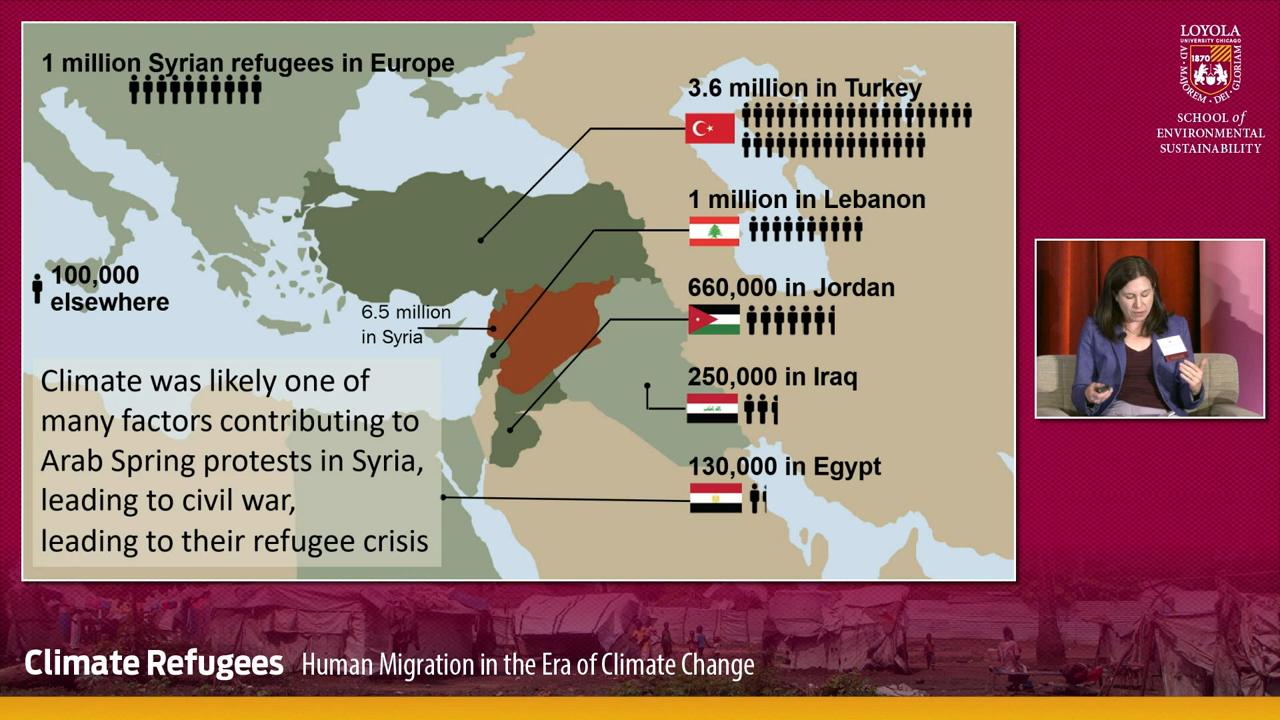 1 million Syrian refugees in Europe
3.6 million in Turkey
1 million in Lebanon
100,000
elsewhere
6.5 million
in Syria
660,000 in Jordan
250,000 in Iraq
130,000 in Egypt
Climate was likely one of
many factors contributing to
Arab Spring protests in Syria,
leading to civil war,
leading to their refugee crisis
LOYOLA
UNIVERSITY CHICAGO
1870
AD • MAJOREM • DEI • GLORIAM
SCHOOL of
ENVIRONMENTAL
SUSTAINABILITY
Climate Refugees Human Migration in the Era of Climate Change